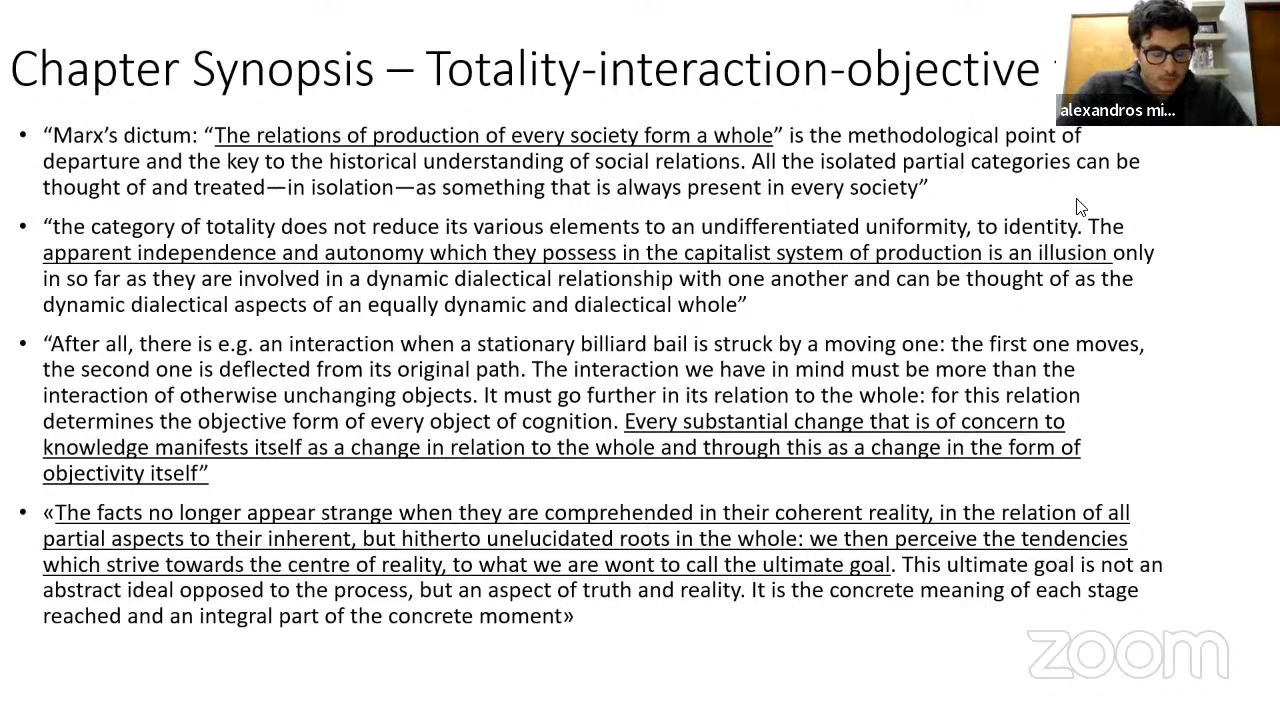 Chapter Synopsis – Totality-interaction-objective
alexandros mi...
• “Marx’s dictum: “The relations of production of every society form a whole” is the methodological point of
departure and the key to the historical understanding of social relations. All the isolated partial categories can be
thought of and treated—in isolation—as something that is always present in every society”
• “the category of totality does not reduce its various elements to an undifferentiated uniformity, to identity. The
apparent independence and autonomy which they possess in the capitalist system of production is an illusion only
in so far as they are involved in a dynamic dialectical relationship with one another and can be thought of as the
dynamic dialectical aspects of an equally dynamic and dialectical whole”
• “After all, there is e.g. an interaction when a stationary billiard bail is struck by a moving one: the first one moves,
the second one is deflected from its original path. The interaction we have in mind must be more than the
interaction of otherwise unchanging objects. It must go further in its relation to the whole: for this relation
determines the objective form of every object of cognition. Every substantial change that is of concern to
knowledge manifests itself as a change in relation to the whole and through this as a change in the form of
objectivity itself”
• «The facts no longer appear strange when they are comprehended in their coherent reality, in the relation of all
partial aspects to their inherent, but hitherto unelucidated roots in the whole: we then perceive the tendencies
which strive towards the centre of reality, to what we are wont to call the ultimate goal. This ultimate goal is not an
abstract ideal opposed to the process, but an aspect of truth and reality. It is the concrete meaning of each stage
reached and an integral part of the concrete moment»
zoom